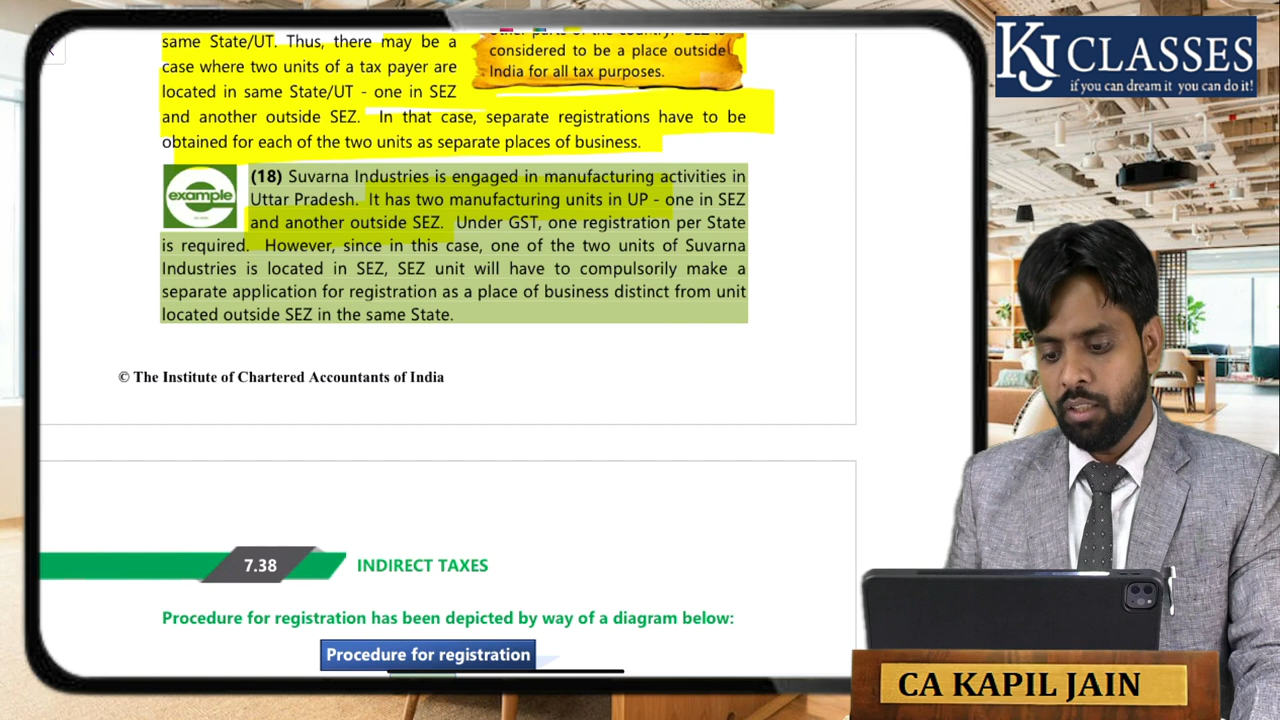 same State/UT. Thus, there may be a
case where two units of a tax payer are
located in same State/UT - one in SEZ
and another outside SEZ. In that case, separate registrations have to be
obtained for each of the two units as separate places of business.
other parts of the country. SEZ is
considered to be a place outside
India for all tax purposes.
example
(18) Suvarna Industries is engaged in manufacturing activities in
Uttar Pradesh. It has two manufacturing units in UP - one in SEZ
and another outside SEZ. Under GST, one registration per State
is required. However, since in this case, one of the two units of Suvarna
Industries is located in SEZ, SEZ unit will have to compulsorily make a
separate application for registration as a place of business distinct from unit
located outside SEZ in the same State.
© The Institute of Chartered Accountants of India
7.38 INDIRECT TAXES
Procedure for registration has been depicted by way of a diagram below:
Procedure for registration
KJ CLASSES
if you can dream it you can do it!
CA KAPIL JAIN